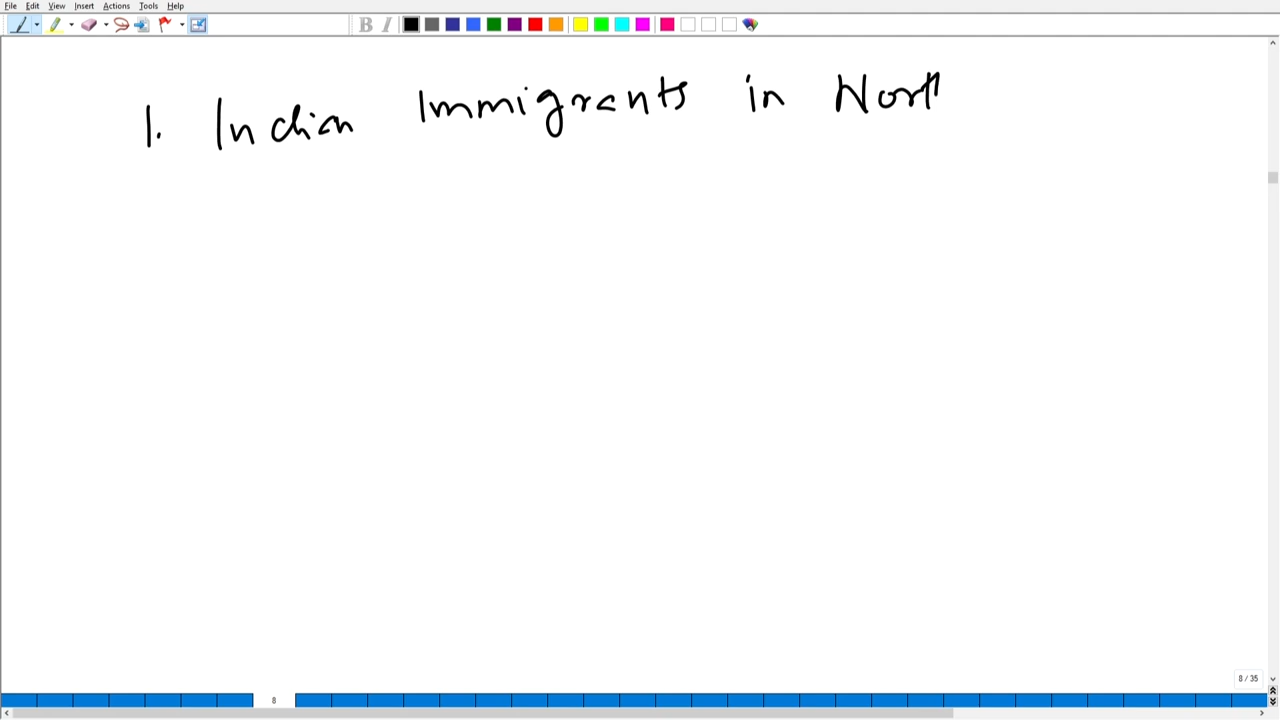 File Edit View Insert Actions Tools Help
B I
1. Indian Immigrants in Nort
8 / 35
8